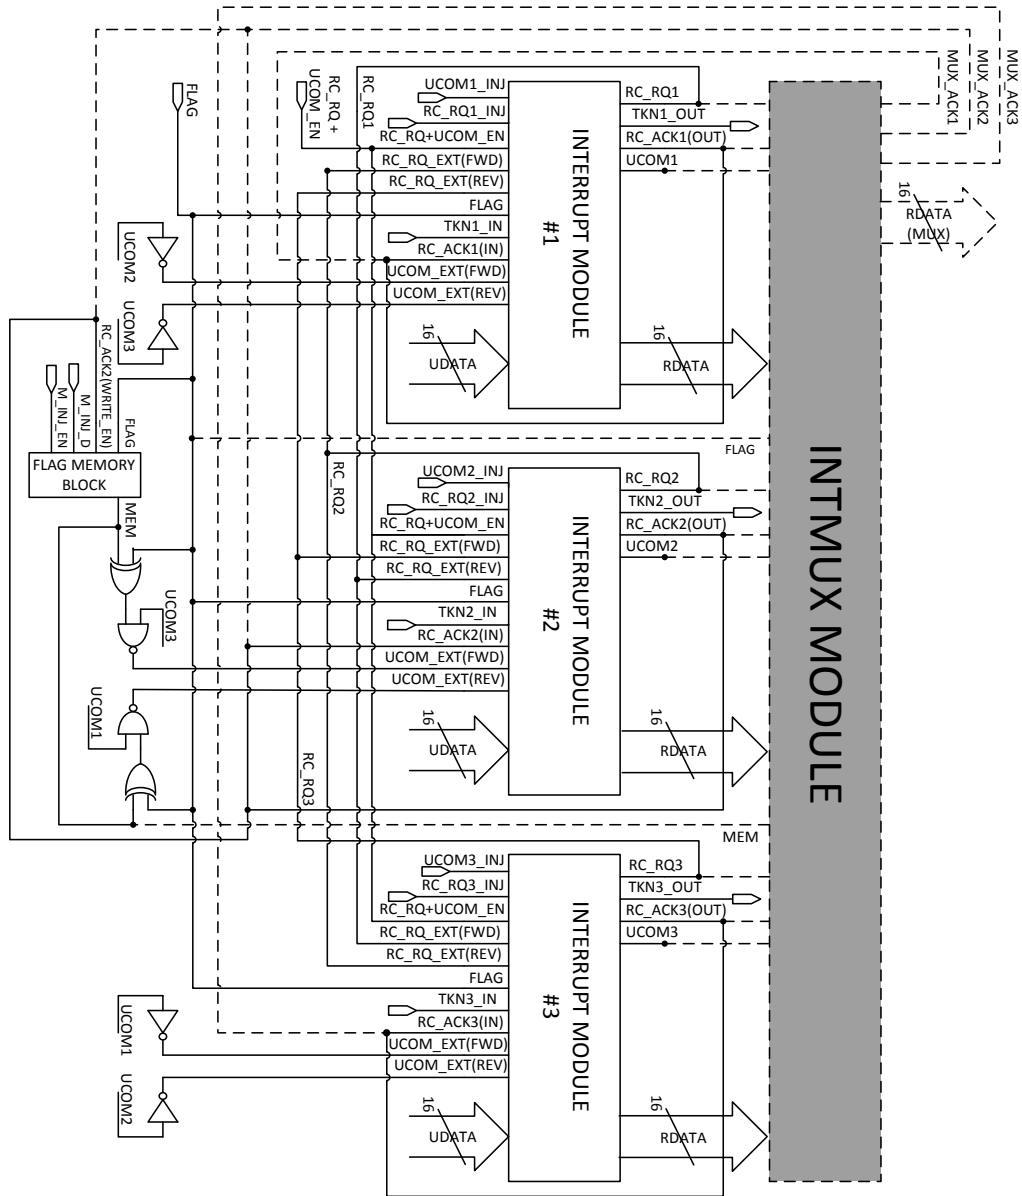 MUX_ACK3
MUX_ACK2
MUX_ACK1
FLAG
RC_RQ +
UCOM_EN
RC_RQ1
UCOM1_INJ
RC_RQ1_INJ
RC_RQ+UCOM_EN
RC_RQ_EXT(FWD)
RC_RQ_EXT(REV)
FLAG
TKN1_IN
RC_ACK1(IN)
UCOM_EXT(FWD)
UCOM_EXT(REV)
16
UDATA
INTERRUPT MODULE
#1
RC_RQ1
TKN1_OUT
RC_ACK1(OUT)
UCOM1
16
RDATA
16
RDATA
(MUX)
INTMUX MODULE
UCOM2
UCOM3
RC_ACK2(WRITE_EN)
M_INJ_D
M_INJ_EN
FLAG
FLAG MEMORY
BLOCK
MEM
UCOM3
UCOM1
FLAG
RC_RQ2
UCOM2_INJ
RC_RQ2_INJ
RC_RQ+UCOM_EN
RC_RQ_EXT(FWD)
RC_RQ_EXT(REV)
FLAG
TKN2_IN
RC_ACK2(IN)
UCOM_EXT(FWD)
UCOM_EXT(REV)
16
UDATA
INTERRUPT MODULE
#2
RC_RQ2
TKN2_OUT
RC_ACK2(OUT)
UCOM2
16
RDATA
RC_RQ3
MEM
UCOM3_INJ
RC_RQ3_INJ
RC_RQ+UCOM_EN
RC_RQ_EXT(FWD)
RC_RQ_EXT(REV)
FLAG
TKN3_IN
RC_ACK3(IN)
UCOM_EXT(FWD)
UCOM_EXT(REV)
16
UDATA
INTERRUPT MODULE
#3
RC_RQ3
TKN3_OUT
RC_ACK3(OUT)
UCOM3
16
RDATA
UCOM1
UCOM2